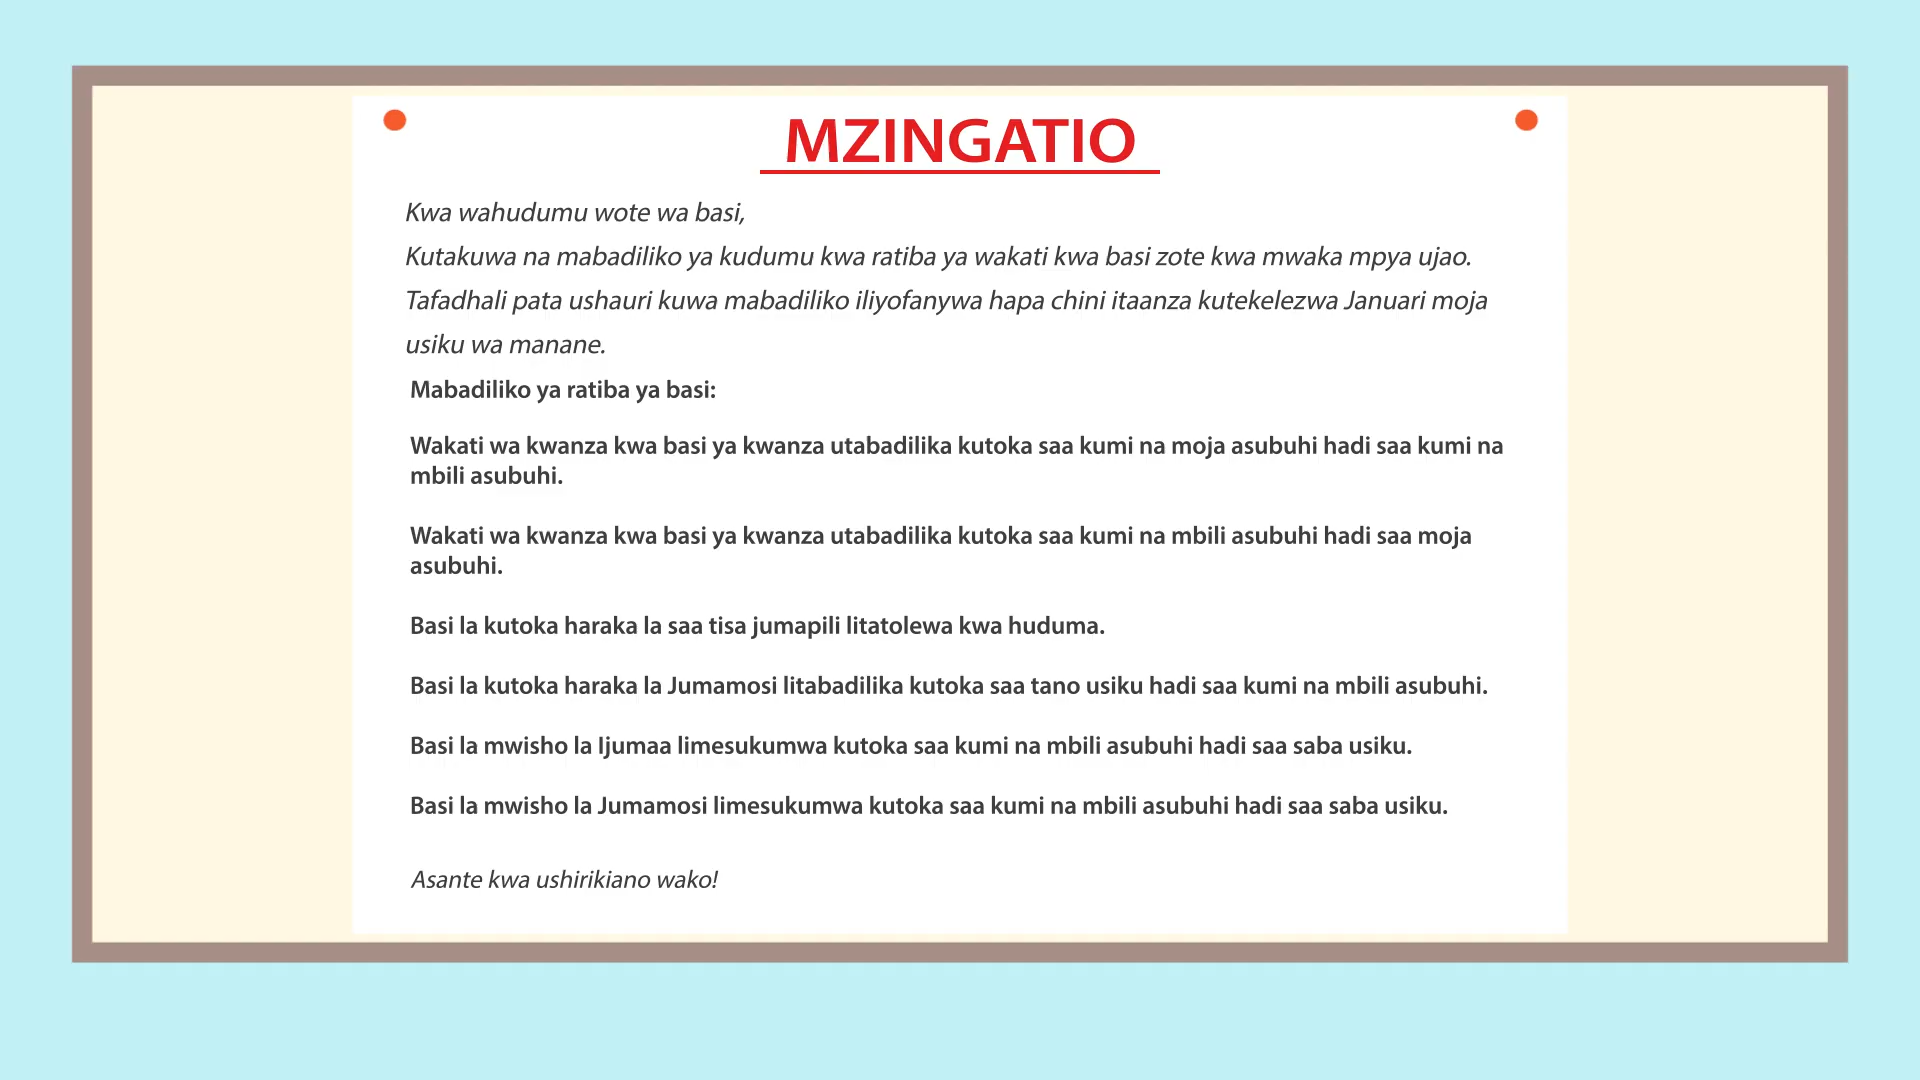 MZINGATIO
Kwa wahudumu wote wa basi,
Kutakuwa na mabadiliko ya kudumu kwa ratiba ya wakati kwa basi zote kwa mwaka mpya ujao.
Tafadhali pata ushauri kuwa mabadiliko iliyofanywa hapa chini itaanza kutekelezwa Januari moja
usiku wa manane.
Mabadiliko ya ratiba ya basi:
Wakati wa kwanza kwa basi ya kwanza utabadilika kutoka saa kumi na moja asubuhi hadi saa kumi na
mbili asubuhi.
Wakati wa kwanza kwa basi ya kwanza utabadilika kutoka saa kumi na mbili asubuhi hadi saa moja
asubuhi.
Basi la kutoka haraka la saa tisa jumapili litatolewa kwa huduma.
Basi la kutoka haraka la Jumamosi litabadilika kutoka saa tano usiku hadi saa kumi na mbili asubuhi.
Basi la mwisho la Ijumaa limesukumwa kutoka saa kumi na mbili asubuhi hadi saa saba usiku.
Basi la mwisho la Jumamosi limesukumwa kutoka saa kumi na mbili asubuhi hadi saa saba usiku.
Asante kwa ushirikiano wako!